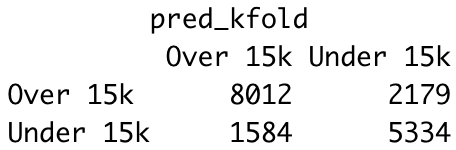 pred_kfold
Over 15k Under 15k
Over 15k 8012 2179
Under 15k 1584 5334